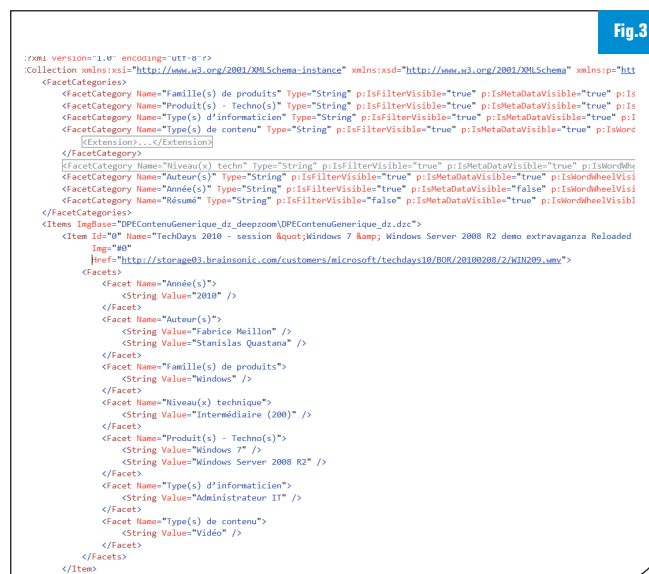 Fig.3
?xml version="1.0" encoding="utf-8"?>
Collection xmlns:xsi="http://www.w3.org/2001/XMLSchema-instance" xmlns:xsd="http://www.w3.org/2001/XMLSchema" xmlns:p="htt
<FacetCategories>
<FacetCategory Name="Famille(s) de produits" Type="String" p:IsFilterVisible="true" p:IsMetaDataVisible="true" p:Is
<FacetCategory Name="Produit(s) - Techno(s)" Type="String" p:IsFilterVisible="true" p:IsMetaDataVisible="true" p:Is
<FacetCategory Name="Type(s) d'informaticien" Type="String" p:IsFilterVisible="true" p:IsMetaDataVisible="true" p:I
<FacetCategory Name="Type(s) de contenu" Type="String" p:IsFilterVisible="true" p:IsMetaDataVisible="true" p:IsWord
<Extension>...</Extension>
</FacetCategory>
<FacetCategory Name="Niveau(x) techn" Type="String" p:IsFilterVisible="true" p:IsMetaDataVisible="true" p:IsWordWhe
<FacetCategory Name="Auteur(s)" Type="String" p:IsFilterVisible="true" p:IsMetaDataVisible="true" p:IsWordWheelVisi
<FacetCategory Name="Année(s)" Type="String" p:IsFilterVisible="true" p:IsMetaDataVisible="false" p:IsWordWheelVisi
<FacetCategory Name="Résumé" Type="String" p:IsFilterVisible="false" p:IsMetaDataVisible="true" p:IsWordWheelVisibl
</FacetCategories>
<Items ImgBase="DPEContenuGenerique_dz_deepzoom\DPEContenuGenerique_dz.dzc">
<Item Id="0" Name="TechDays 2010 - session &quot;Windows 7 &amp; Windows Server 2008 R2 demo extravaganza Reloaded
Img="#0"
Href="http://storage03.brainsonic.com/customers/microsoft/techdays10/BOR/20100208/2/WIN209.wmv">
<Facets>
<Facet Name="Année(s)">
<String Value="2010" />
</Facet>
<Facet Name="Auteur(s)">
<String Value="Fabrice Meillon" />
<String Value="Stanislas Quastana" />
</Facet>
<Facet Name="Famille(s) de produits">
<String Value="Windows" />
</Facet>
<Facet Name="Niveau(x) technique">
<String Value="Intermédiaire (200)" />
</Facet>
<Facet Name="Produit(s) - Techno(s)">
<String Value="Windows 7" />
<String Value="Windows Server 2008 R2" />
</Facet>
<Facet Name="Type(s) d'informaticien">
<String Value="Administrateur IT" />
</Facet>
<Facet Name="Type(s) de contenu">
<String Value="Vidéo" />
</Facet>
</Facets>
</Item>